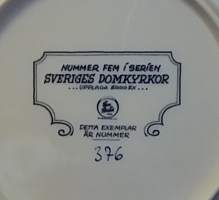 NUMMER FEM I SERIEN
SVERIGES DOMKYRKOR
DETTA EXEMPLAR
ÄR NUMMER
376